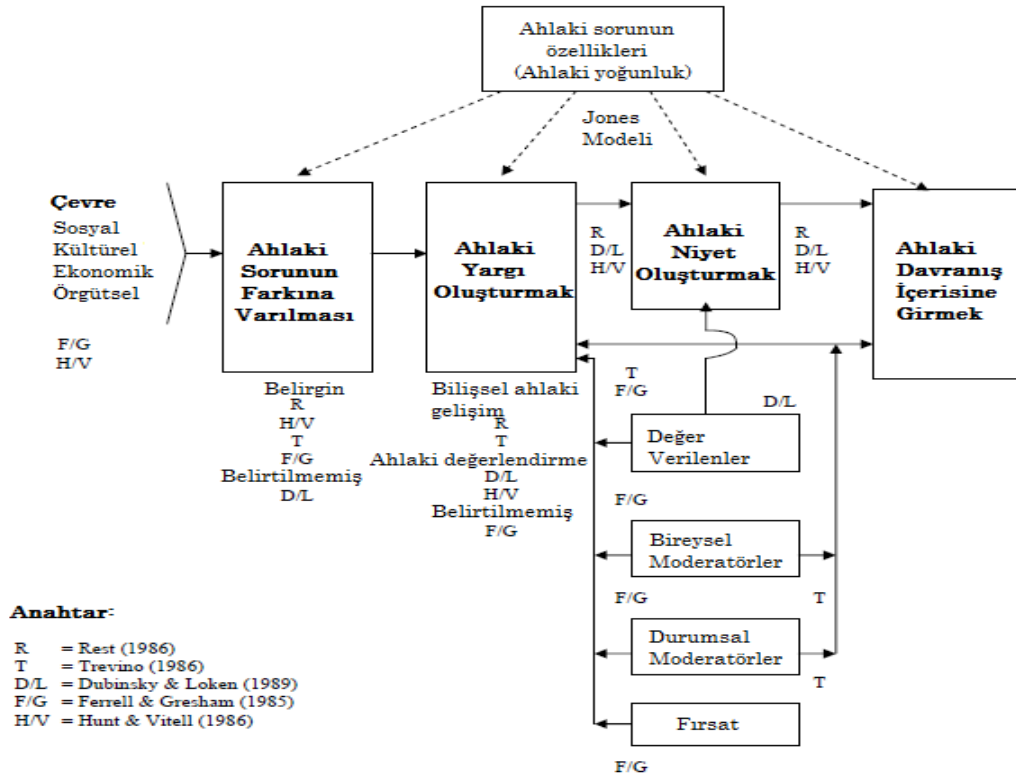 Ahlaki sorunun
özellikleri
(Ahlaki yoğunluk)
Jones
Modeli
Çevre
Sosyal
Kültürel
Ekonomik
Örgütsel
F/G
H/V
Ahlaki
Sorunun
Farkına
Varılması
Belirgin
R
H/V
T
F/G
Belirtilmemiş
D/L
Ahlaki
Yargı
Oluşturmak
Bilişsel ahlaki
gelişim
R
T
Ahlaki değerlendirme
D/L
H/V
Belirtilmemiş
F/G
R
D/L
H/V
Ahlaki
Niyet
Oluşturmak
R
D/L
H/V
Ahlaki
Davranış
İçerisine
Girmek
T
F/G
D/L
Değer
Verilenler
F/G
Bireysel
Moderatörler
F/G
T
Durumsal
Moderatörler
T
Fırsat
F/G
Anahtar:
R = Rest (1986)
T = Trevino (1986)
D/L = Dubinsky & Loken (1989)
F/G = Ferrell & Gresham (1985)
H/V = Hunt & Vitell (1986)